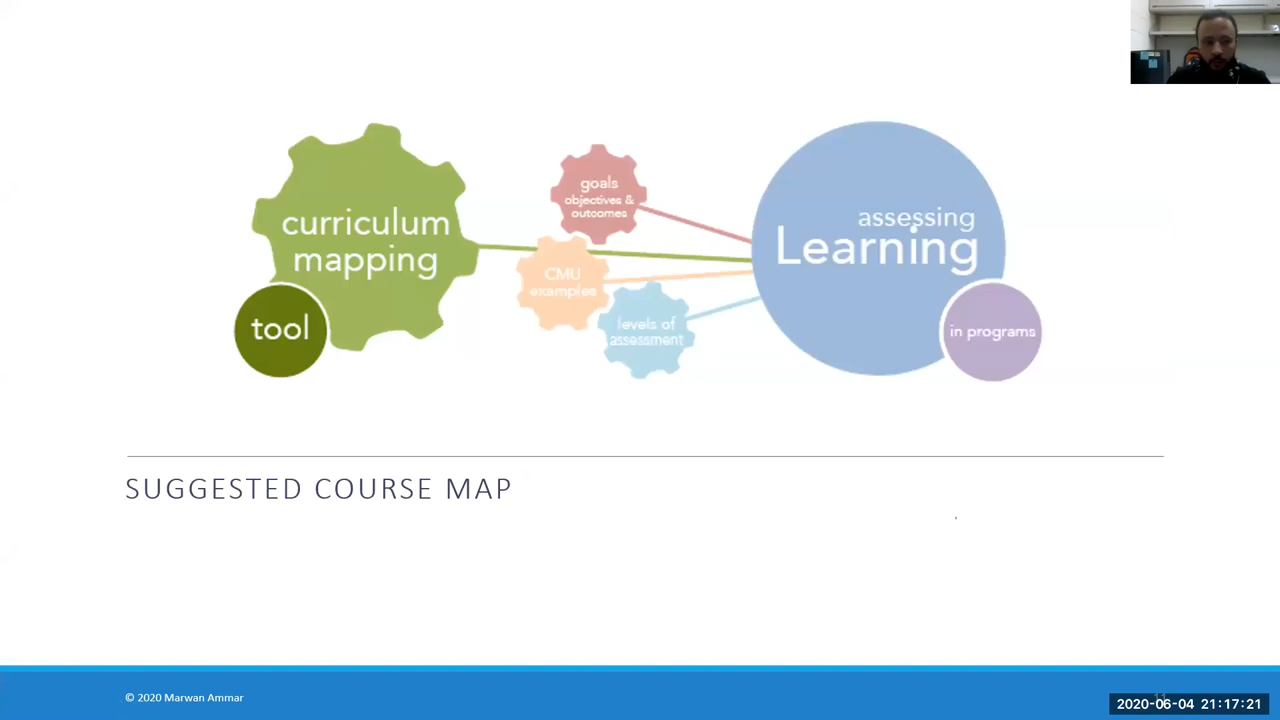 curriculum
mapping
tool
goals
objectives &
outcomes
CMU
examples
levels of
assessment
assessing
Learning
in programs
SUGGESTED COURSE MAP
© 2020 Marwan Ammar
11
2020-06-04 21:17:21